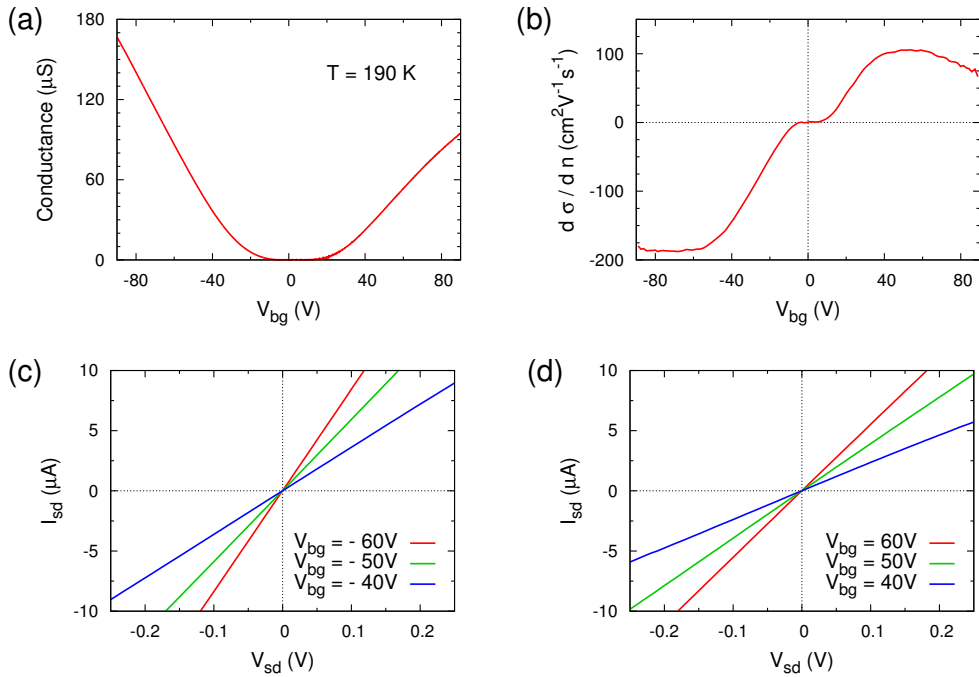 (a)
180
120
60
0
Conductance (μS)
T = 190 K
-80 -40 0 40 80
V_bg (V)
(b)
100
0
-100
-200
d σ / d n (cm²V⁻¹s⁻¹)
-80 -40 0 40 80
V_bg (V)
(c)
10
5
0
-5
-10
I_sd (μA)
V_bg = - 60V
V_bg = - 50V
V_bg = - 40V
-0.2 -0.1 0 0.1 0.2
V_sd (V)
(d)
10
5
0
-5
-10
I_sd (μA)
V_bg = 60V
V_bg = 50V
V_bg = 40V
-0.2 -0.1 0 0.1 0.2
V_sd (V)